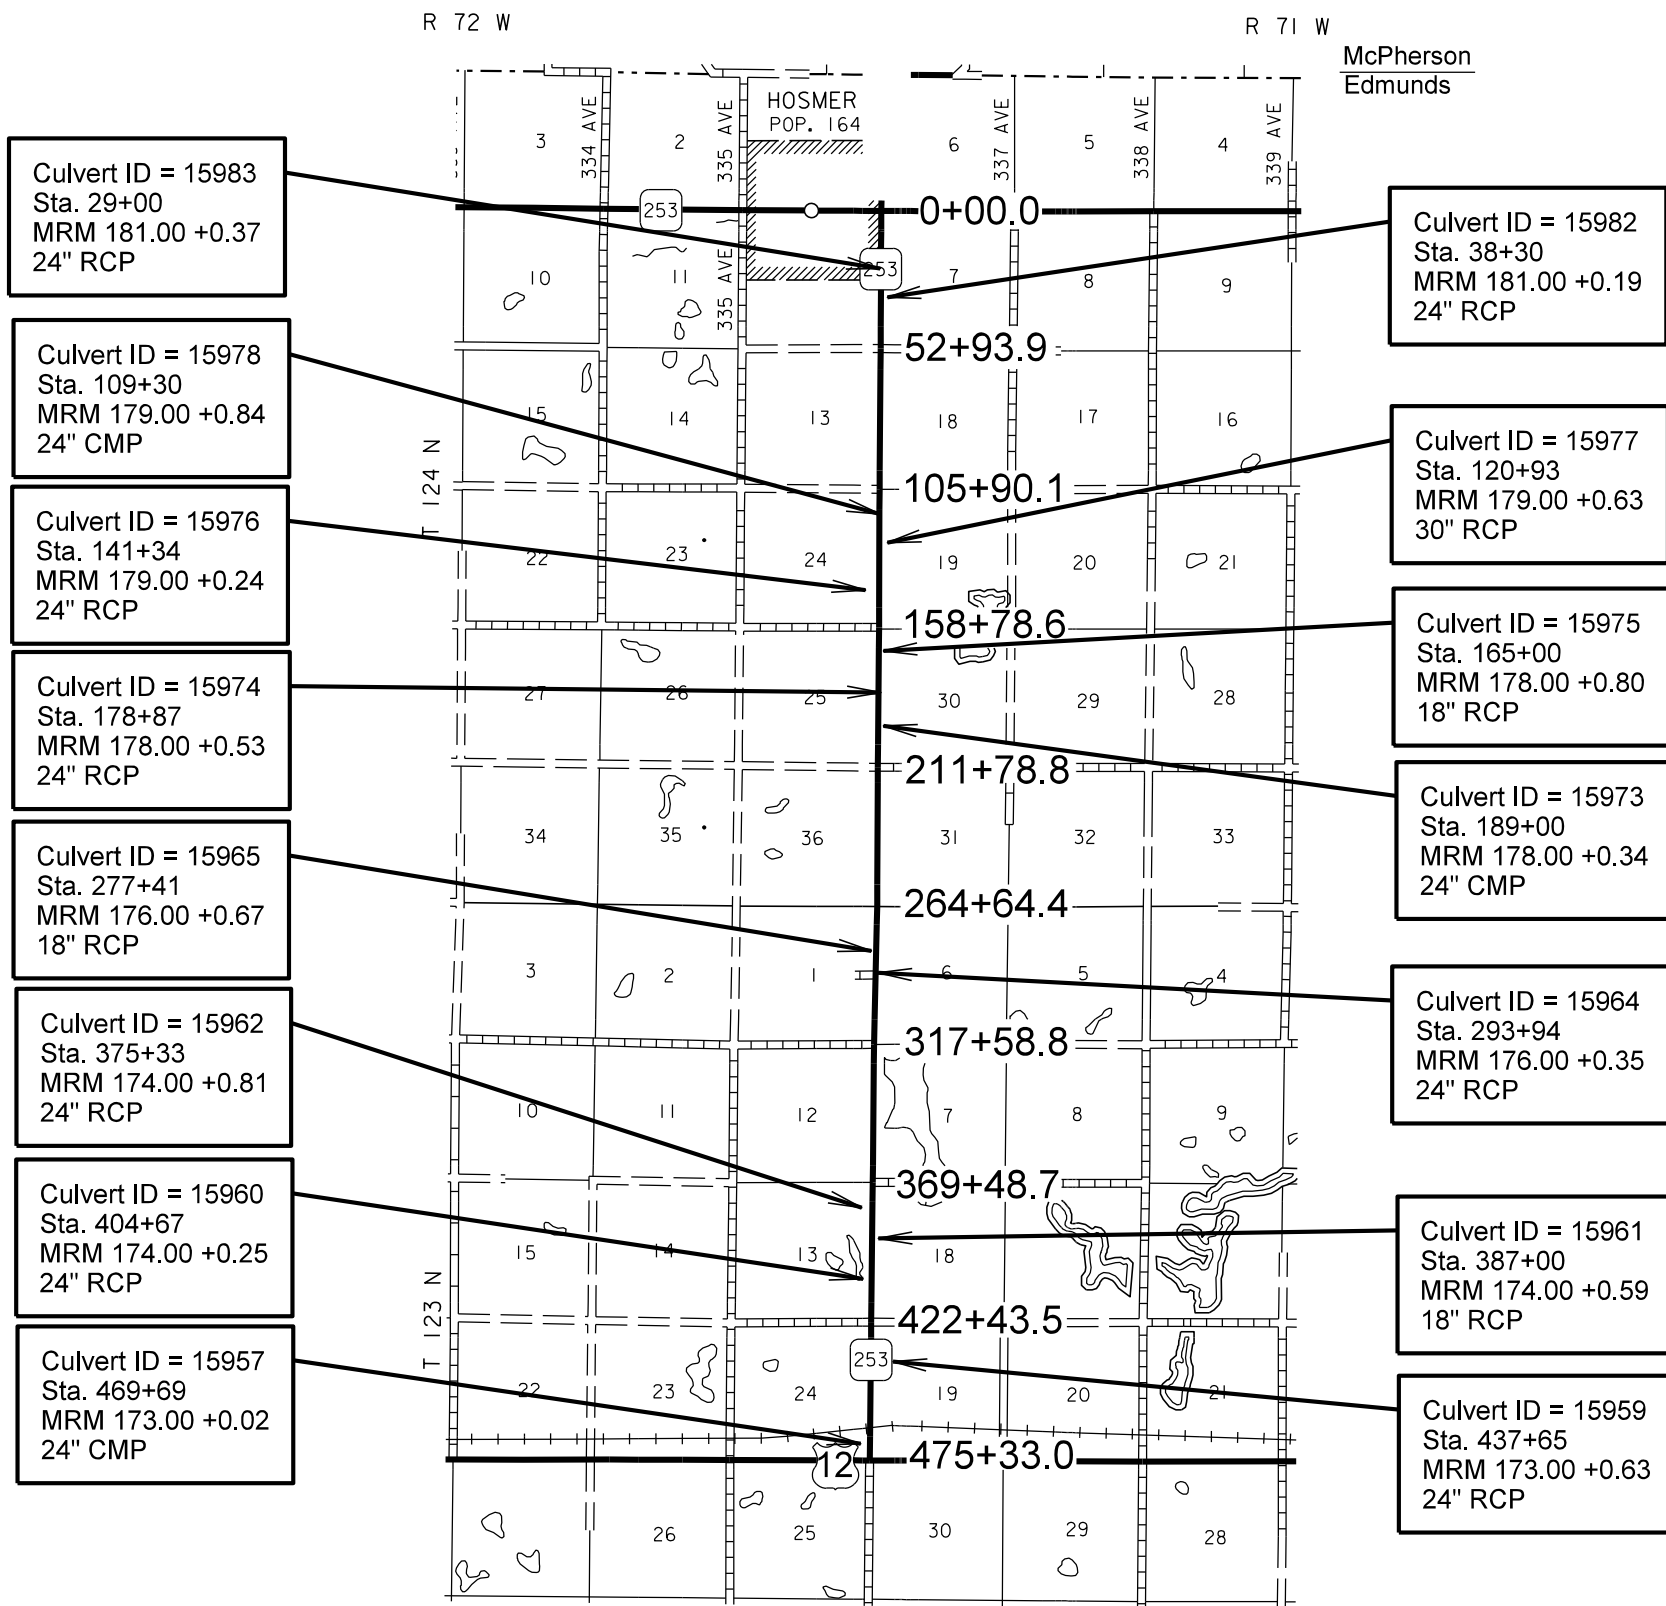 R 72 W
R 71 W
McPherson
Edmunds
HOSMER
POP. 164
334 AVE
335 AVE
337 AVE
338 AVE
339 AVE
3
2
6
5
4
Culvert ID = 15983
Sta. 29+00
MRM 181.00 +0.37
24" RCP
Culvert ID = 15982
Sta. 38+30
MRM 181.00 +0.19
24" RCP
253
0+00.0
253
335 AVE
10
11
7
8
9
Culvert ID = 15978
Sta. 109+30
MRM 179.00 +0.84
24" CMP
52+93.9
15
14
13
18
17
16
Culvert ID = 15977
Sta. 120+93
MRM 179.00 +0.63
30" RCP
T 124 N
105+90.1
Culvert ID = 15976
Sta. 141+34
MRM 179.00 +0.24
24" RCP
22
23
24
19
20
21
158+78.6
Culvert ID = 15975
Sta. 165+00
MRM 178.00 +0.80
18" RCP
Culvert ID = 15974
Sta. 178+87
MRM 178.00 +0.53
24" RCP
27
26
25
30
29
28
211+78.8
Culvert ID = 15973
Sta. 189+00
MRM 178.00 +0.34
24" CMP
34
35
36
31
32
33
Culvert ID = 15965
Sta. 277+41
MRM 176.00 +0.67
18" RCP
264+64.4
3
2
1
6
5
4
Culvert ID = 15964
Sta. 293+94
MRM 176.00 +0.35
24" RCP
Culvert ID = 15962
Sta. 375+33
MRM 174.00 +0.81
24" RCP
317+58.8
10
11
12
7
8
9
369+48.7
Culvert ID = 15960
Sta. 404+67
MRM 174.00 +0.25
24" RCP
15
14
13
18
Culvert ID = 15961
Sta. 387+00
MRM 174.00 +0.59
18" RCP
T 123 N
422+43.5
Culvert ID = 15957
Sta. 469+69
MRM 173.00 +0.02
24" CMP
253
22
23
24
19
20
21
Culvert ID = 15959
Sta. 437+65
MRM 173.00 +0.63
24" RCP
12
475+33.0
26
25
30
29
28